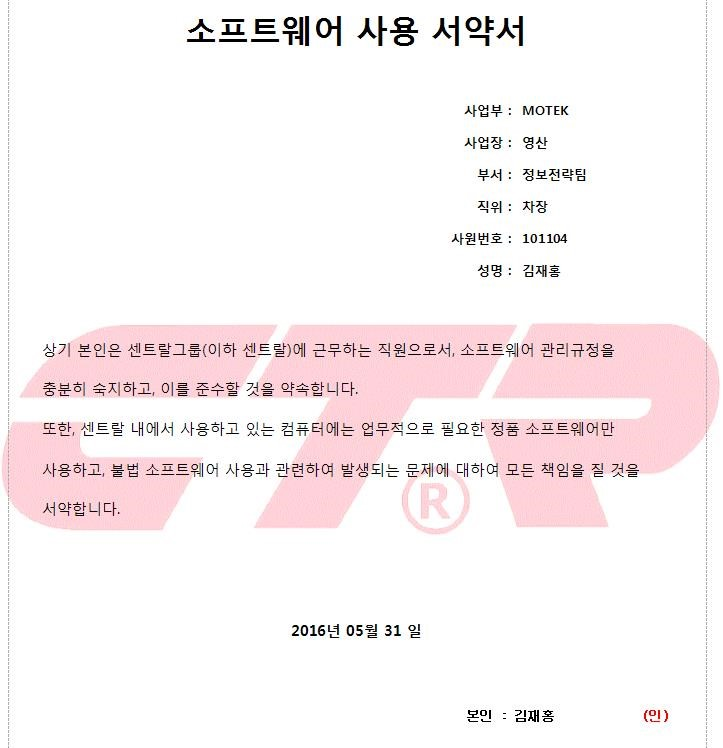 소프트웨어 사용 서약서
사업부 : MOTEK
사업장 : 영산
부서 : 정보전략팀
직위 : 차장
사원번호 : 101104
성명 : 김재홍
상기 본인은 센트랄그룹(이하 센트랄)에 근무하는 직원으로서, 소프트웨어 관리규정을
충분히 숙지하고, 이를 준수할 것을 약속합니다.
또한, 센트랄 내에서 사용하고 있는 컴퓨터에는 업무적으로 필요한 정품 소프트웨어만
사용하고, 불법 소프트웨어 사용과 관련하여 발생되는 문제에 대하여 모든 책임을 질 것을
서약합니다.
CTR ®
2016년 05월 31 일
본인 : 김재홍 (인)